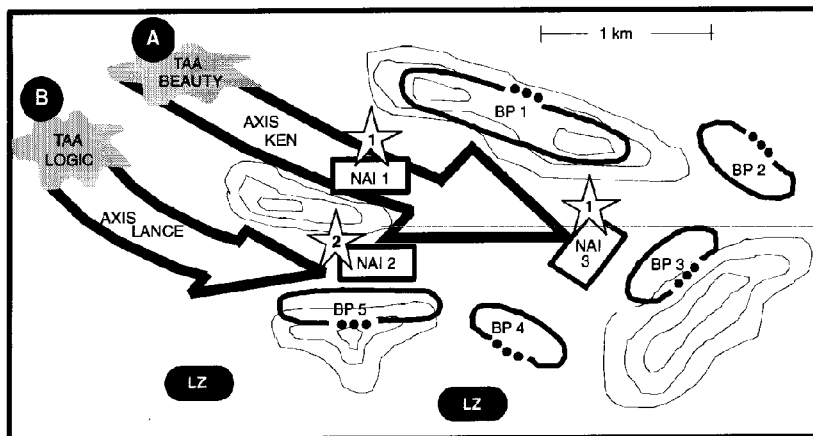 A
TAA
BEAUTY
1 km
B
TAA
LOGIC
AXIS
KEN
1
NAI 1
BP 1
BP 2
AXIS
LANCE
2
NAI 2
1
NAI
3
BP 3
BP 5
BP 4
LZ
LZ